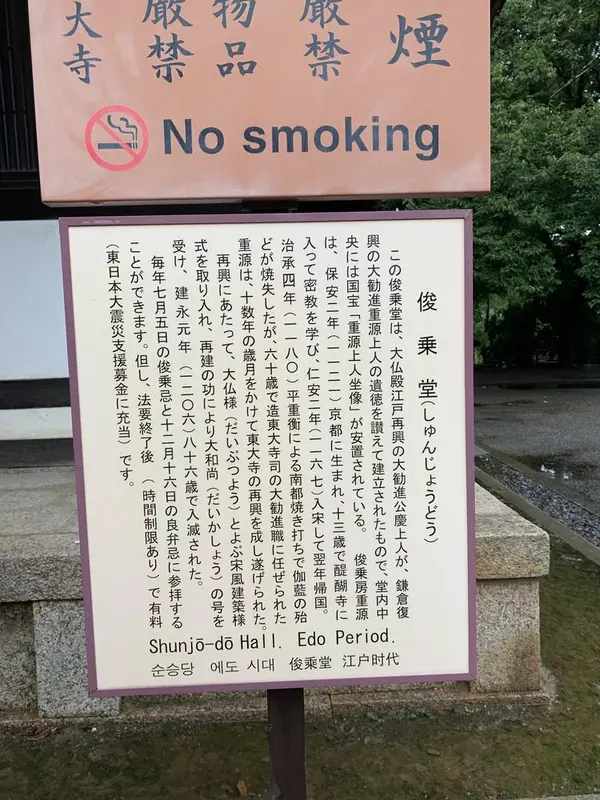 煙
厳禁
物品
厳禁
大寺
No smoking
俊乗堂(しゅんじょうどう)
この俊乗堂は、大仏殿江戸再興の大勧進公慶上人が、鎌倉復
興の大勧進重源上人の遺徳を讃えて建立されたもので、堂内中
央には国宝「重源上人坐像」が安置されている。 俊乗房重源
は、保安二年(一一二一)京都に生まれ、十三歳で醍醐寺に
入って密教を学び、仁安二年(一一六七)入宋して翌年帰国。
治承四年(一一八〇)平重衡による南都焼き打ちで伽藍の殆
どが焼失したが、六十歳で造東大寺司の大勧進職に任ぜられた
重源は、十数年の歳月をかけて東大寺の再興を成し遂げられた。
再興にあたって、大仏様(だいぶつよう)とよぶ宋風建築様
式を取り入れ、再建の功により大和尚(だいかしょう)の号を
受け、建永元年(一二〇六)八十六歳で入滅された。
毎年七月五日の俊乗忌と十二月十六日の良弁忌に参拝する
ことができます。但し、法要終了後(時間制限あり)で有料
(東日本大震災支援募金に充当)です。
Shunjō-dō Hall. Edo Period.
순승당 에도 시대 俊乘堂 江户时代